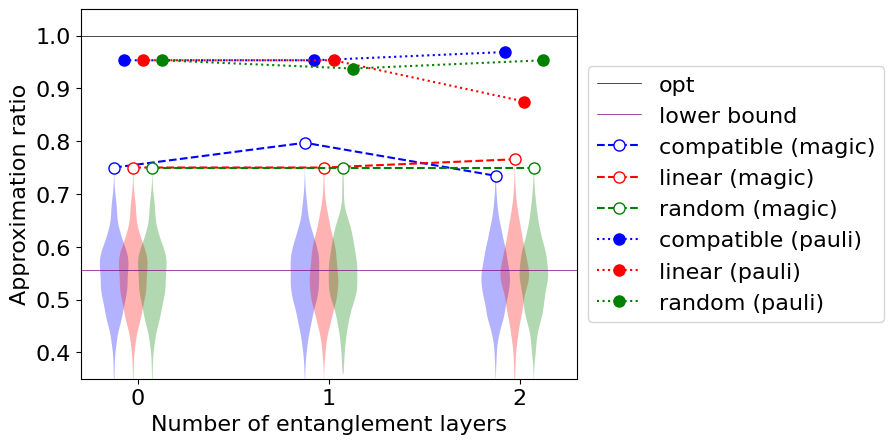 1.0
0.9
0.8
0.7
0.6
0.5
0.4
Approximation ratio
0 1 2
Number of entanglement layers
opt
lower bound
compatible (magic)
linear (magic)
random (magic)
compatible (pauli)
linear (pauli)
random (pauli)